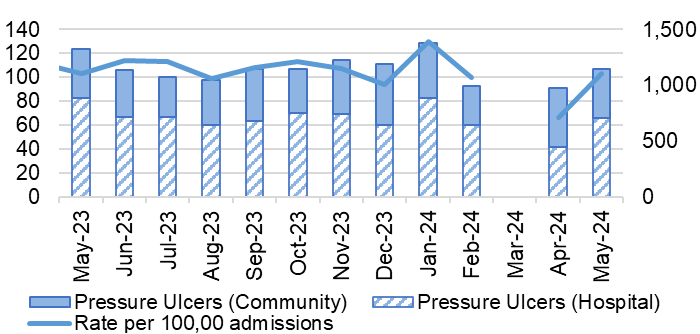 140
120
100
80
60
40
20
0
1,500
1,000
500
0
May-23
Jun-23
Jul-23
Aug-23
Sep-23
Oct-23
Nov-23
Dec-23
Jan-24
Feb-24
Mar-24
Apr-24
May-24
Pressure Ulcers (Community)
Pressure Ulcers (Hospital)
Rate per 100,00 admissions